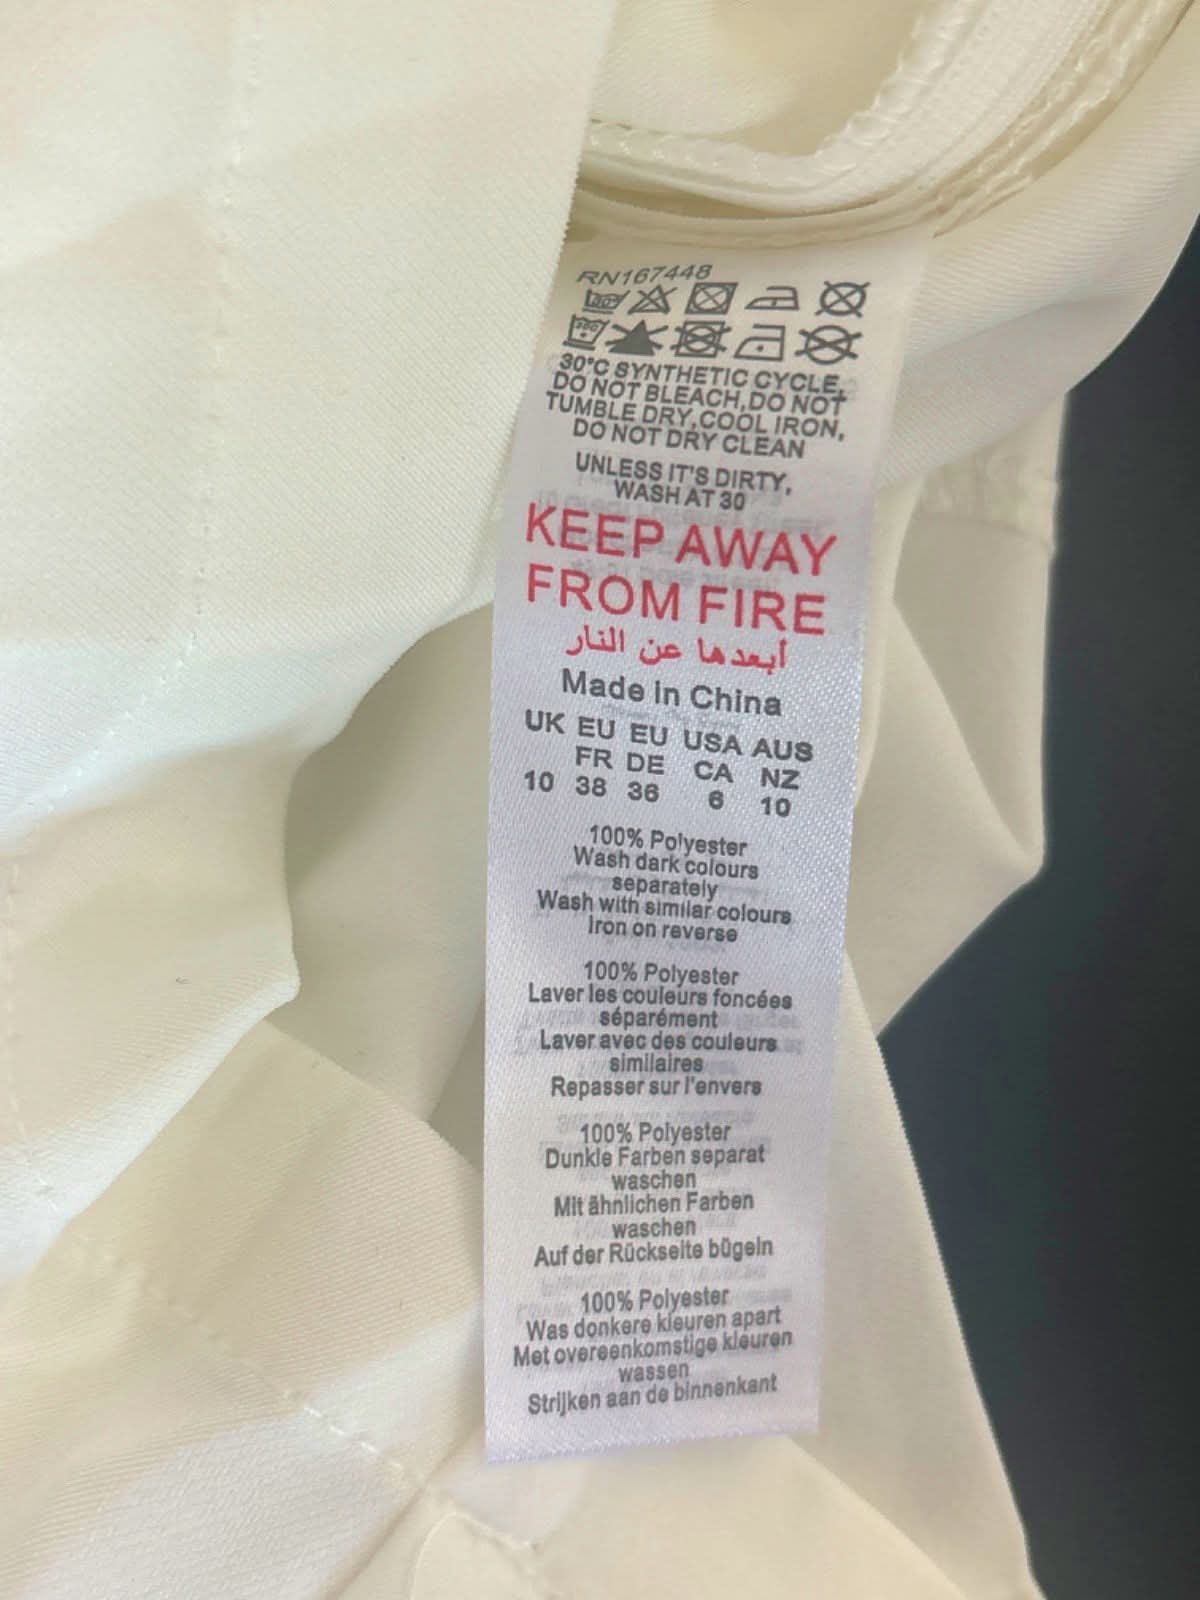 RN167448
30°C SYNTHETIC CYCLE,
DO NOT BLEACH,DO NOT
TUMBLE DRY,COOL IRON,
DO NOT DRY CLEAN
UNLESS IT'S DIRTY,
WASH AT 30
KEEP AWAY
FROM FIRE
أبعدها عن النار
Made in China
UK EU EU USA AUS
FR DE CA NZ
10 38 36 6 10
100% Polyester
Wash dark colours
separately
Wash with similar colours
Iron on reverse
100% Polyester
Laver les couleurs foncées
séparément
Laver avec des couleurs
similaires
Repasser sur l'envers
100% Polyester
Dunkle Farben separat
waschen
Mit ähnlichen Farben
waschen
Auf der Rückseite bügeln
100% Polyester
Was donkere kleuren apart
Met overeenkomstige kleuren
wassen
Strijken aan de binnenkant